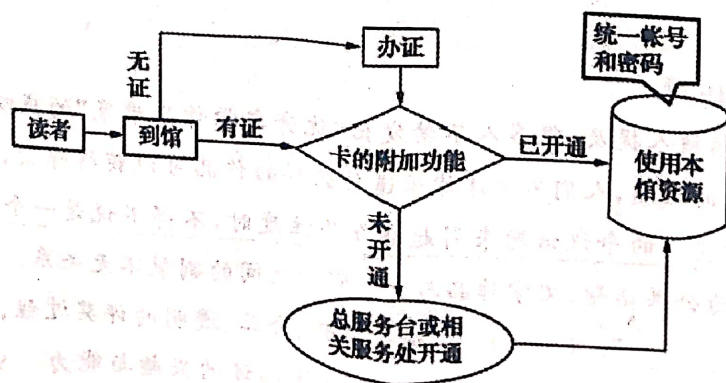 统一帐号
和密码
办证
无证
读者
到馆
有证
卡的附加功能
已开通
使用本
馆资源
未开通
总服务台或相
关服务处开通